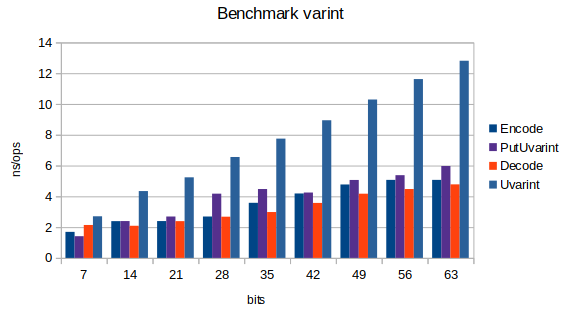 Benchmark varint
14
12
10
8
6
4
2
0
ns/ops
7 14 21 28 35 42 49 56 63
bits
Encode
PutUvarint
Decode
Uvarint